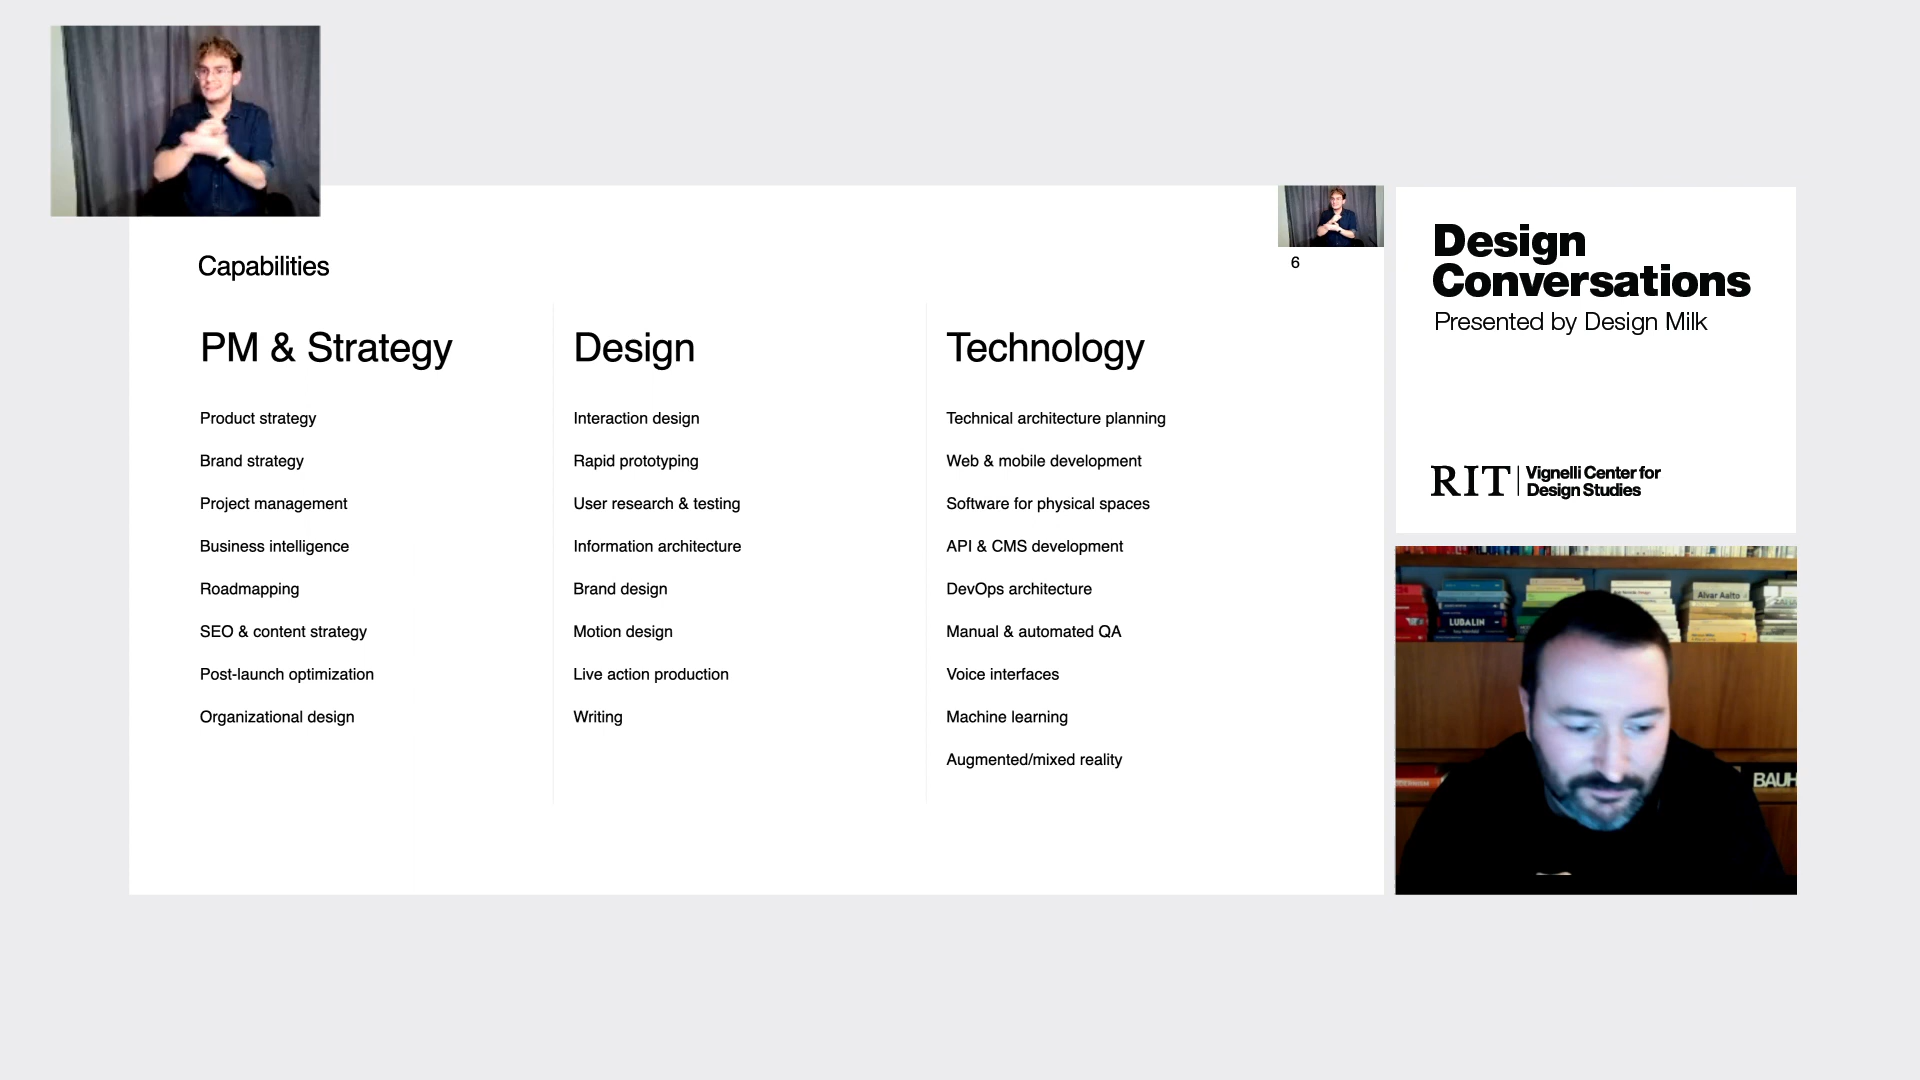 Capabilities
6
PM & Strategy
Product strategy
Brand strategy
Project management
Business intelligence
Roadmapping
SEO & content strategy
Post-launch optimization
Organizational design
Design
Interaction design
Rapid prototyping
User research & testing
Information architecture
Brand design
Motion design
Live action production
Writing
Technology
Technical architecture planning
Web & mobile development
Software for physical spaces
API & CMS development
DevOps architecture
Manual & automated QA
Voice interfaces
Machine learning
Augmented/mixed reality
Design
Conversations
Presented by Design Milk
RIT
Vignelli Center for
Design Studies
Alvar Aalto
LUBALIN
BAUH